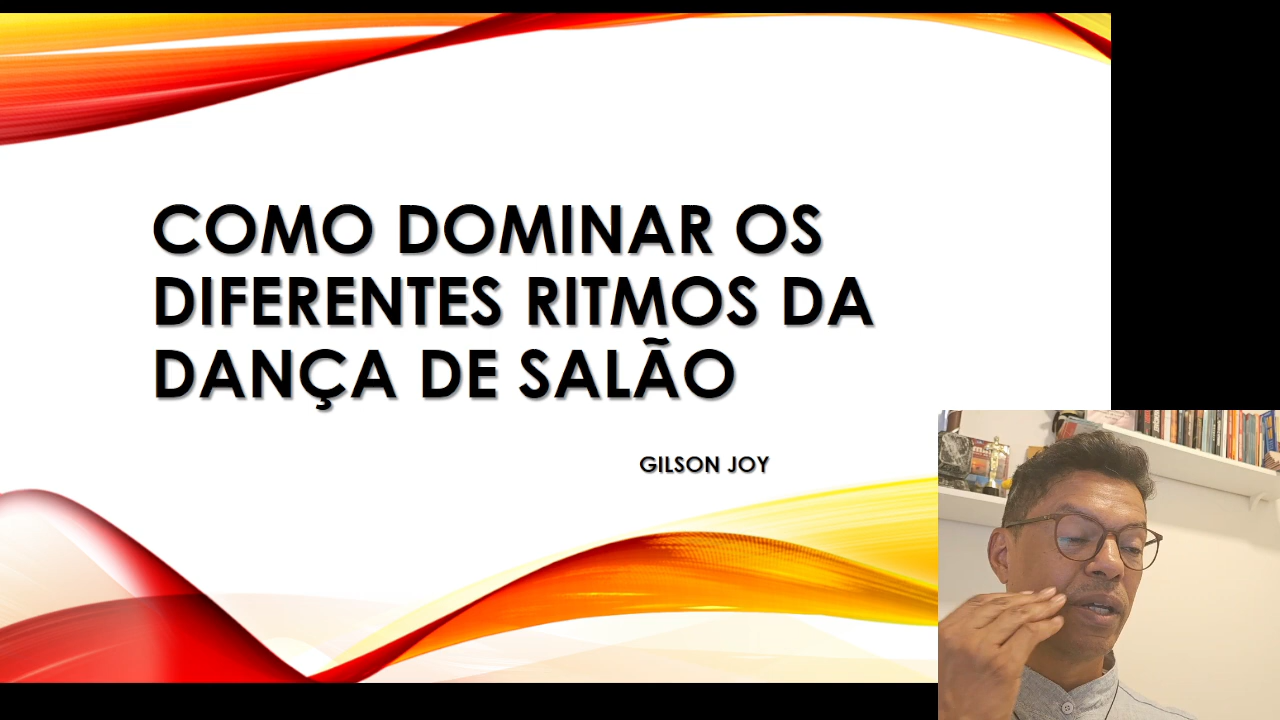 COMO DOMINAR OS
DIFERENTES RITMOS DA
DANÇA DE SALÃO
GILSON JOY